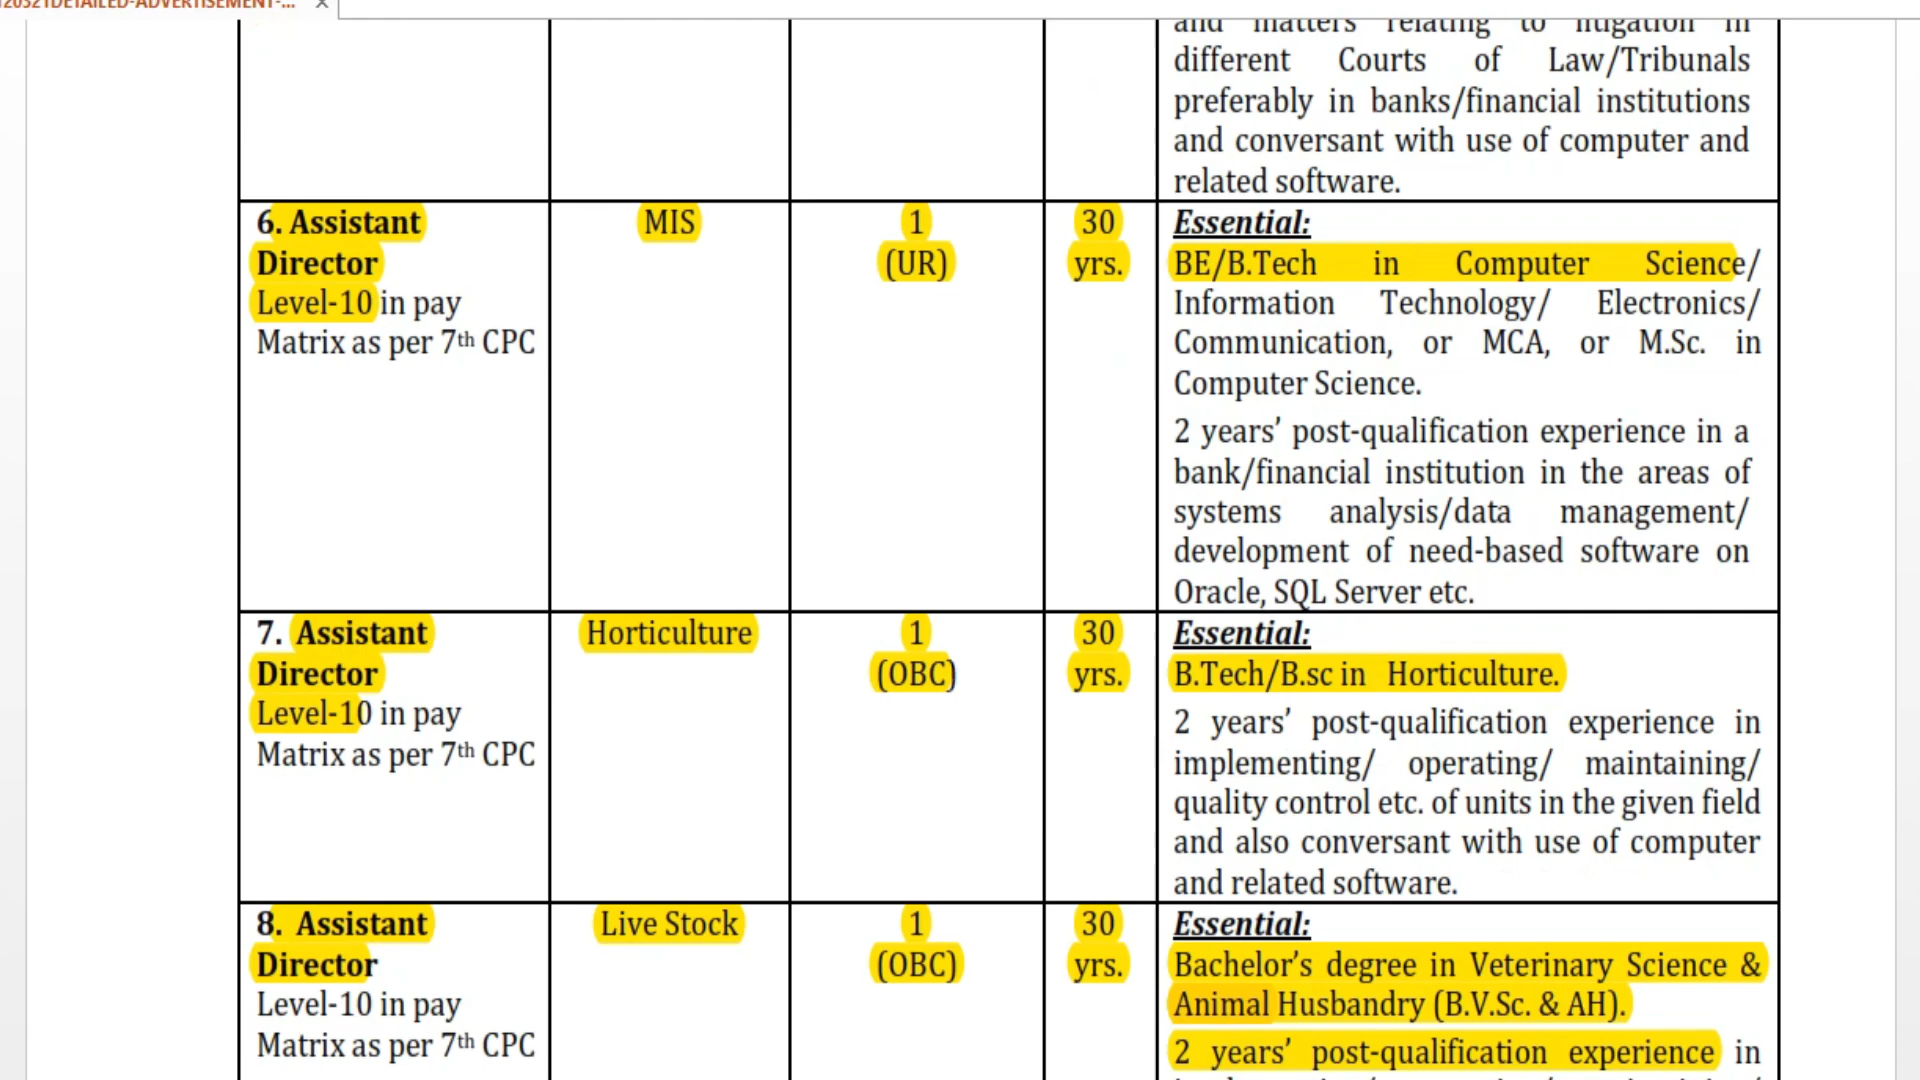 120321DETAILED-ADVERTISEMENT-...
and matters relating to litigation in
different Courts of Law/Tribunals
preferably in banks/financial institutions
and conversant with use of computer and
related software.
6. Assistant
Director
Level-10 in pay
Matrix as per 7th CPC
MIS
1
(UR)
30
yrs.
Essential:
BE/B.Tech in Computer Science/
Information Technology/ Electronics/
Communication, or MCA, or M.Sc. in
Computer Science.
2 years’ post-qualification experience in a
bank/financial institution in the areas of
systems analysis/data management/
development of need-based software on
Oracle, SQL Server etc.
7. Assistant
Director
Level-10 in pay
Matrix as per 7th CPC
Horticulture
1
(OBC)
30
yrs.
Essential:
B.Tech/B.sc in Horticulture.
2 years’ post-qualification experience in
implementing/ operating/ maintaining/
quality control etc. of units in the given field
and also conversant with use of computer
and related software.
8. Assistant
Director
Level-10 in pay
Matrix as per 7th CPC
Live Stock
1
(OBC)
30
yrs.
Essential:
Bachelor’s degree in Veterinary Science &
Animal Husbandry (B.V.Sc. & AH).
2 years’ post-qualification experience in